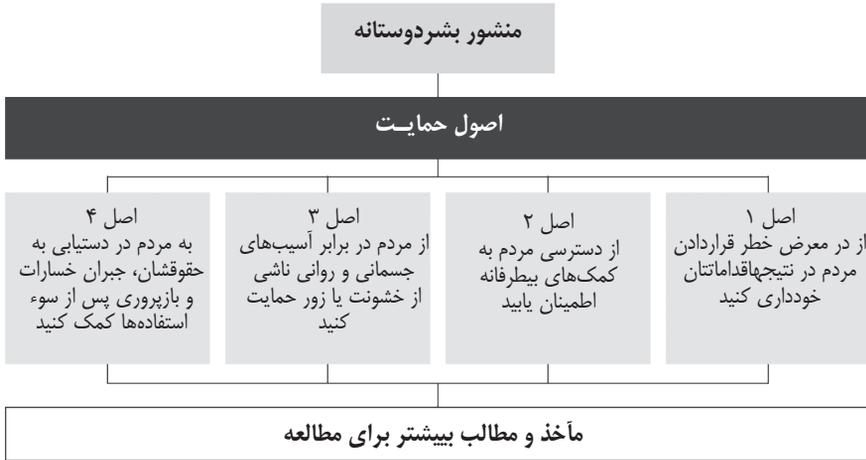 منشور بشردوستانه
اصول حمایــت
اصل ۱
از در معرض خطر قراردادن
مردم در نتیجهاقداماتتان
خودداری کنید
اصل ۲
از دسترسی مردم به
کمک‌های بیطرفانه
اطمینان یابید
اصل ۳
از مردم در برابر آسیب‌های
جسمانی و روانی ناشی
از خشونت یا زور حمایت
کنید
اصل ۴
به مردم در دستیابی به
حقوقشان، جبران خسارات
و بازپروری پس از سوء
استفاده‌ها کمک کنید
مآخذ و مطالب بییشتر برای مطالعه